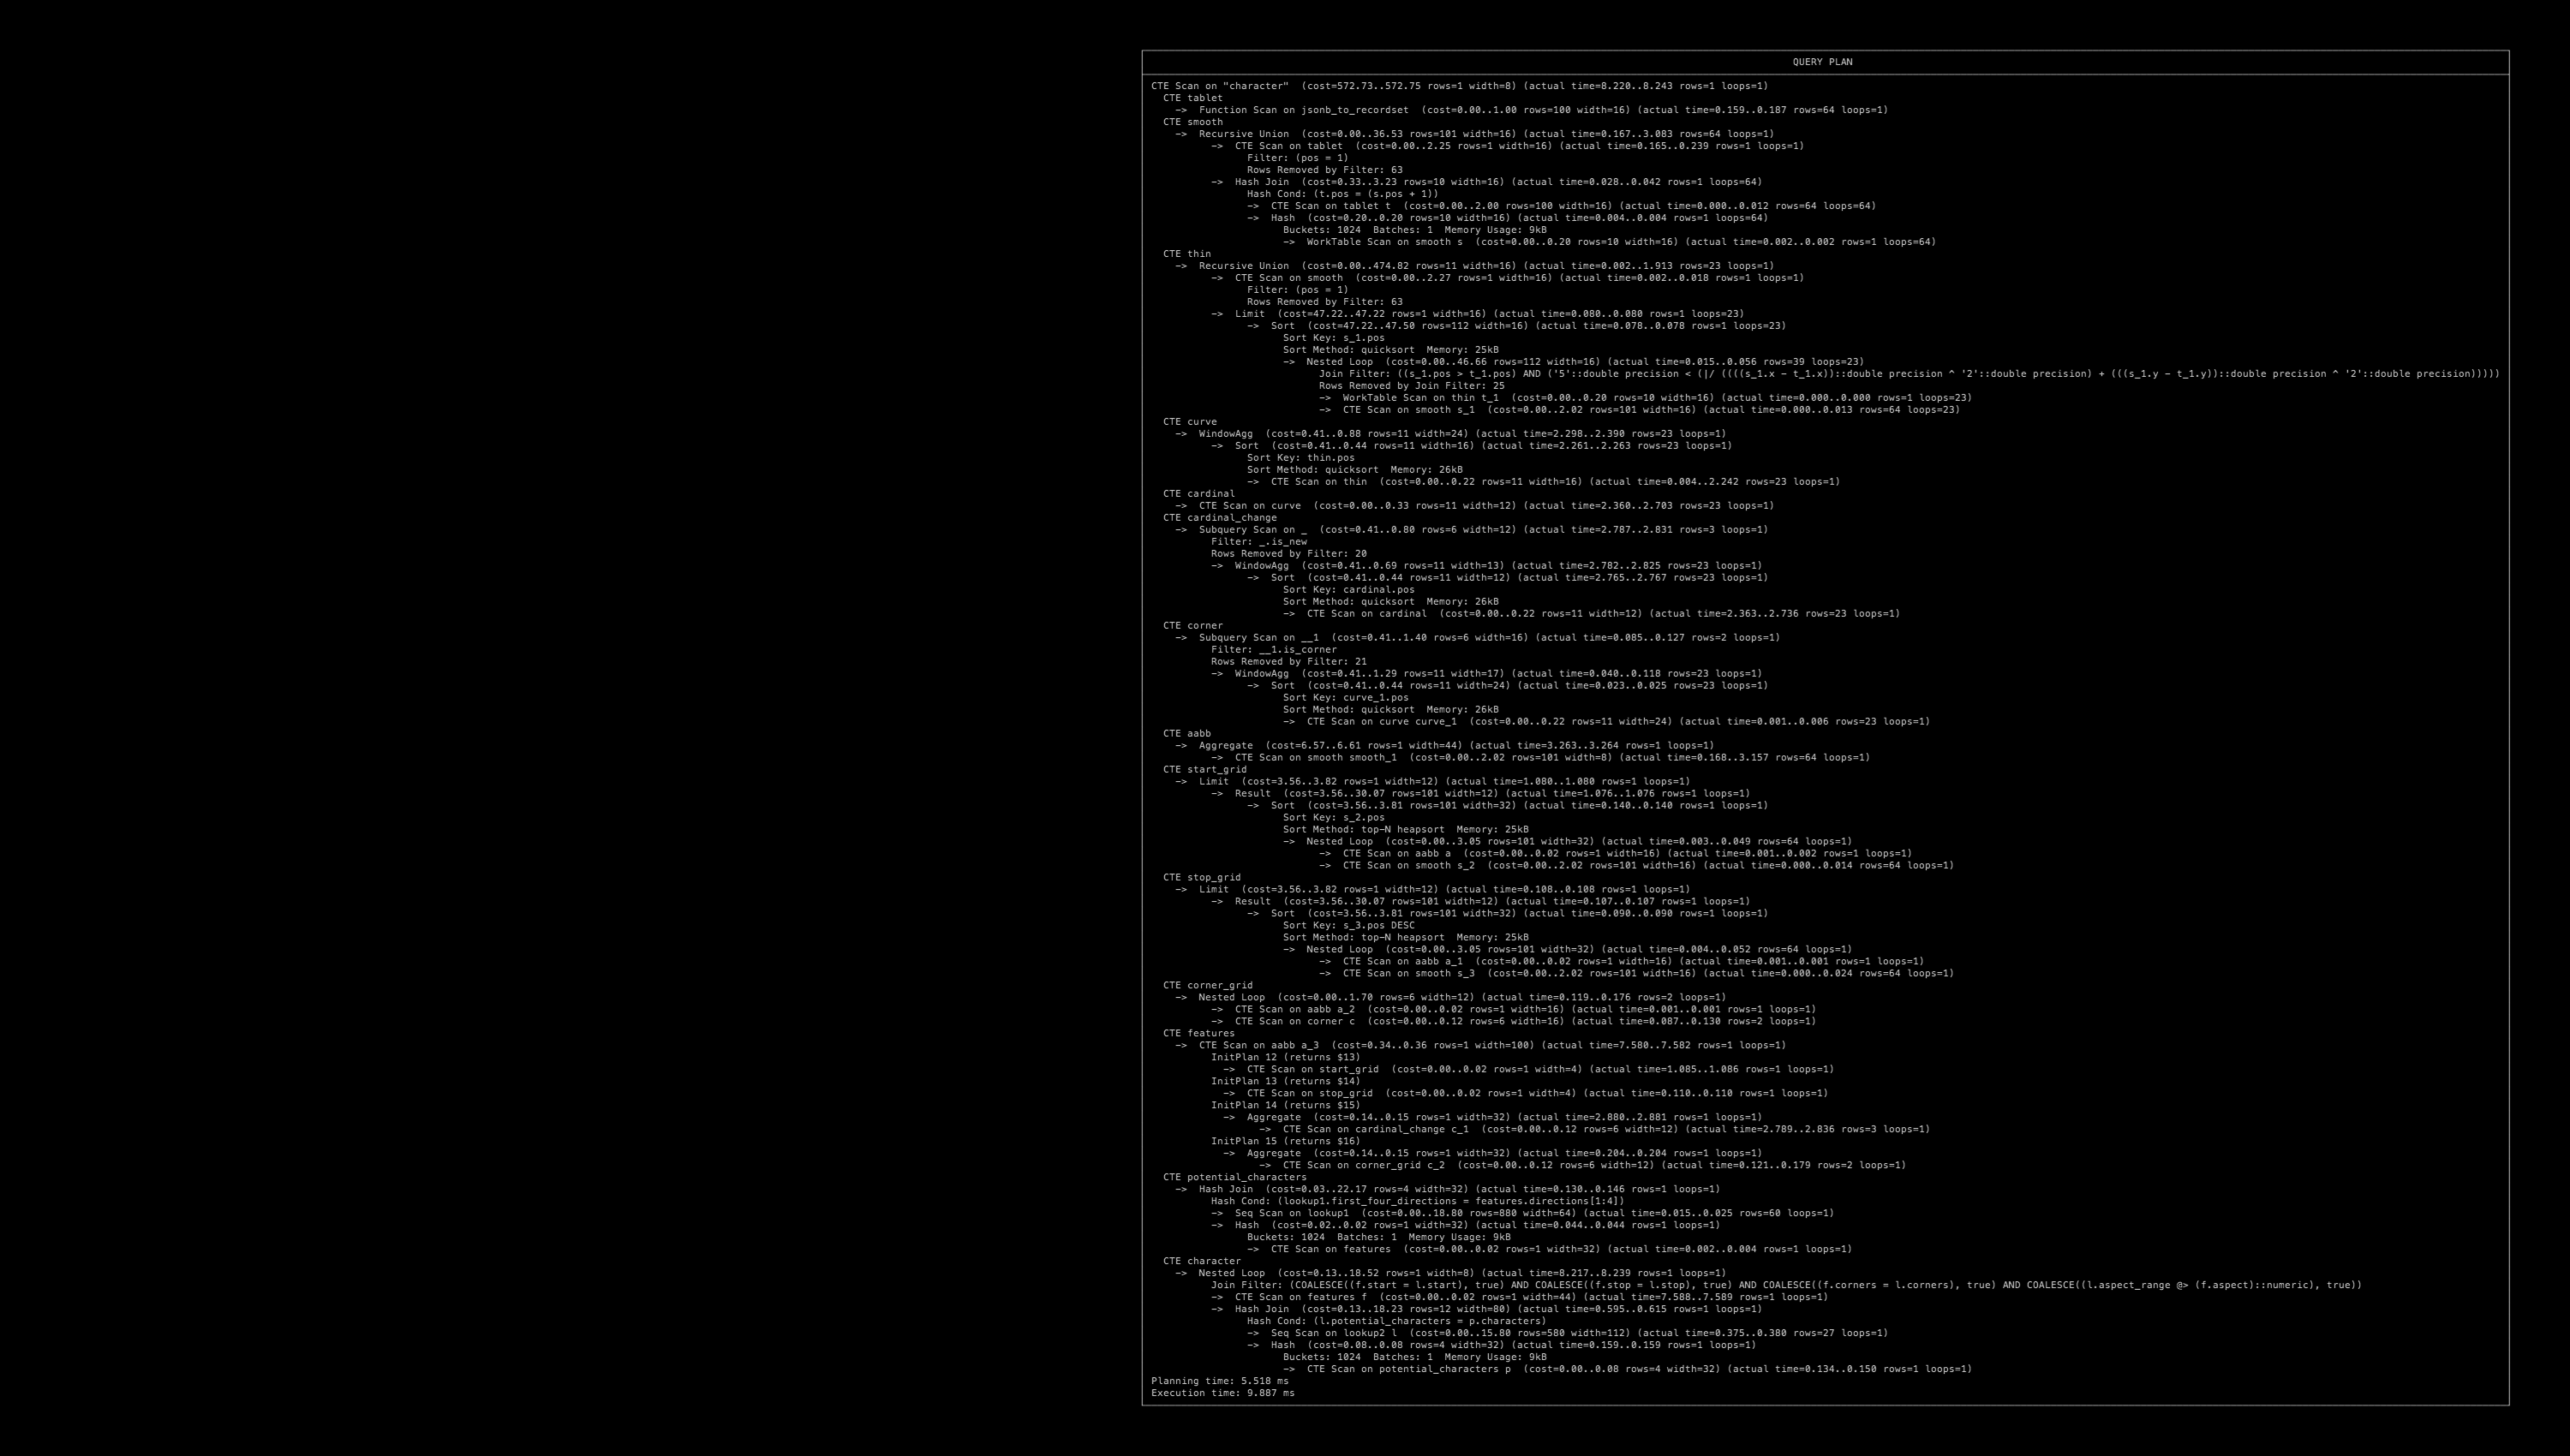 QUERY PLAN
CTE Scan on "character"  (cost=572.73..572.75 rows=1 width=8) (actual time=8.220..8.243 rows=1 loops=1)
  CTE tablet
    ->  Function Scan on jsonb_to_recordset  (cost=0.00..1.00 rows=100 width=16) (actual time=0.159..0.187 rows=64 loops=1)
  CTE smooth
    ->  Recursive Union  (cost=0.00..36.53 rows=101 width=16) (actual time=0.167..3.083 rows=64 loops=1)
          ->  CTE Scan on tablet  (cost=0.00..2.25 rows=1 width=16) (actual time=0.165..0.239 rows=1 loops=1)
                Filter: (pos = 1)
                Rows Removed by Filter: 63
          ->  Hash Join  (cost=0.33..3.23 rows=10 width=16) (actual time=0.028..0.042 rows=1 loops=64)
                Hash Cond: (t.pos = (s.pos + 1))
                ->  CTE Scan on tablet t  (cost=0.00..2.00 rows=100 width=16) (actual time=0.000..0.012 rows=64 loops=64)
                ->  Hash  (cost=0.20..0.20 rows=10 width=16) (actual time=0.004..0.004 rows=1 loops=64)
                      Buckets: 1024  Batches: 1  Memory Usage: 9kB
                      ->  WorkTable Scan on smooth s  (cost=0.00..0.20 rows=10 width=16) (actual time=0.002..0.002 rows=1 loops=64)
  CTE thin
    ->  Recursive Union  (cost=0.00..474.82 rows=11 width=16) (actual time=0.002..1.913 rows=23 loops=1)
          ->  CTE Scan on smooth  (cost=0.00..2.27 rows=1 width=16) (actual time=0.002..0.018 rows=1 loops=1)
                Filter: (pos = 1)
                Rows Removed by Filter: 63
          ->  Limit  (cost=47.22..47.22 rows=1 width=16) (actual time=0.080..0.080 rows=1 loops=23)
                ->  Sort  (cost=47.22..47.50 rows=112 width=16) (actual time=0.078..0.078 rows=1 loops=23)
                      Sort Key: s_1.pos
                      Sort Method: quicksort  Memory: 25kB
                      ->  Nested Loop  (cost=0.00..46.66 rows=112 width=16) (actual time=0.015..0.056 rows=39 loops=23)
                            Join Filter: ((s_1.pos > t_1.pos) AND ('5'::double precision < (|/ ((((s_1.x - t_1.x))::double precision ^ '2'::double precision) + (((s_1.y - t_1.y))::double precision ^ '2'::double precision)))))
                            Rows Removed by Join Filter: 25
                            ->  WorkTable Scan on thin t_1  (cost=0.00..0.20 rows=10 width=16) (actual time=0.000..0.000 rows=1 loops=23)
                            ->  CTE Scan on smooth s_1  (cost=0.00..2.02 rows=101 width=16) (actual time=0.000..0.013 rows=64 loops=23)
  CTE curve
    ->  WindowAgg  (cost=0.41..0.88 rows=11 width=24) (actual time=2.298..2.390 rows=23 loops=1)
          ->  Sort  (cost=0.41..0.44 rows=11 width=16) (actual time=2.261..2.263 rows=23 loops=1)
                Sort Key: thin.pos
                Sort Method: quicksort  Memory: 26kB
                ->  CTE Scan on thin  (cost=0.00..0.22 rows=11 width=16) (actual time=0.004..2.242 rows=23 loops=1)
  CTE cardinal
    ->  CTE Scan on curve  (cost=0.00..0.33 rows=11 width=12) (actual time=2.360..2.703 rows=23 loops=1)
  CTE cardinal_change
    ->  Subquery Scan on _  (cost=0.41..0.80 rows=6 width=12) (actual time=2.787..2.831 rows=3 loops=1)
          Filter: _.is_new
          Rows Removed by Filter: 20
          ->  WindowAgg  (cost=0.41..0.69 rows=11 width=13) (actual time=2.782..2.825 rows=23 loops=1)
                ->  Sort  (cost=0.41..0.44 rows=11 width=12) (actual time=2.765..2.767 rows=23 loops=1)
                      Sort Key: cardinal.pos
                      Sort Method: quicksort  Memory: 26kB
                      ->  CTE Scan on cardinal  (cost=0.00..0.22 rows=11 width=12) (actual time=2.363..2.736 rows=23 loops=1)
  CTE corner
    ->  Subquery Scan on __1  (cost=0.41..1.40 rows=6 width=16) (actual time=0.085..0.127 rows=2 loops=1)
          Filter: __1.is_corner
          Rows Removed by Filter: 21
          ->  WindowAgg  (cost=0.41..1.29 rows=11 width=17) (actual time=0.040..0.118 rows=23 loops=1)
                ->  Sort  (cost=0.41..0.44 rows=11 width=24) (actual time=0.023..0.025 rows=23 loops=1)
                      Sort Key: curve_1.pos
                      Sort Method: quicksort  Memory: 26kB
                      ->  CTE Scan on curve curve_1  (cost=0.00..0.22 rows=11 width=24) (actual time=0.001..0.006 rows=23 loops=1)
  CTE aabb
    ->  Aggregate  (cost=6.57..6.61 rows=1 width=44) (actual time=3.263..3.264 rows=1 loops=1)
          ->  CTE Scan on smooth smooth_1  (cost=0.00..2.02 rows=101 width=8) (actual time=0.168..3.157 rows=64 loops=1)
  CTE start_grid
    ->  Limit  (cost=3.56..3.82 rows=1 width=12) (actual time=1.080..1.080 rows=1 loops=1)
          ->  Result  (cost=3.56..30.07 rows=101 width=12) (actual time=1.076..1.076 rows=1 loops=1)
                ->  Sort  (cost=3.56..3.81 rows=101 width=32) (actual time=0.140..0.140 rows=1 loops=1)
                      Sort Key: s_2.pos
                      Sort Method: top-N heapsort  Memory: 25kB
                      ->  Nested Loop  (cost=0.00..3.05 rows=101 width=32) (actual time=0.003..0.049 rows=64 loops=1)
                            ->  CTE Scan on aabb a  (cost=0.00..0.02 rows=1 width=16) (actual time=0.001..0.002 rows=1 loops=1)
                            ->  CTE Scan on smooth s_2  (cost=0.00..2.02 rows=101 width=16) (actual time=0.000..0.014 rows=64 loops=1)
  CTE stop_grid
    ->  Limit  (cost=3.56..3.82 rows=1 width=12) (actual time=0.108..0.108 rows=1 loops=1)
          ->  Result  (cost=3.56..30.07 rows=101 width=12) (actual time=0.107..0.107 rows=1 loops=1)
                ->  Sort  (cost=3.56..3.81 rows=101 width=32) (actual time=0.090..0.090 rows=1 loops=1)
                      Sort Key: s_3.pos DESC
                      Sort Method: top-N heapsort  Memory: 25kB
                      ->  Nested Loop  (cost=0.00..3.05 rows=101 width=32) (actual time=0.004..0.052 rows=64 loops=1)
                            ->  CTE Scan on aabb a_1  (cost=0.00..0.02 rows=1 width=16) (actual time=0.001..0.001 rows=1 loops=1)
                            ->  CTE Scan on smooth s_3  (cost=0.00..2.02 rows=101 width=16) (actual time=0.000..0.024 rows=64 loops=1)
  CTE corner_grid
    ->  Nested Loop  (cost=0.00..1.70 rows=6 width=12) (actual time=0.119..0.176 rows=2 loops=1)
          ->  CTE Scan on aabb a_2  (cost=0.00..0.02 rows=1 width=16) (actual time=0.001..0.001 rows=1 loops=1)
          ->  CTE Scan on corner c  (cost=0.00..0.12 rows=6 width=16) (actual time=0.087..0.130 rows=2 loops=1)
  CTE features
    ->  CTE Scan on aabb a_3  (cost=0.34..0.36 rows=1 width=100) (actual time=7.580..7.582 rows=1 loops=1)
          InitPlan 12 (returns $13)
            ->  CTE Scan on start_grid  (cost=0.00..0.02 rows=1 width=4) (actual time=1.085..1.086 rows=1 loops=1)
          InitPlan 13 (returns $14)
            ->  CTE Scan on stop_grid  (cost=0.00..0.02 rows=1 width=4) (actual time=0.110..0.110 rows=1 loops=1)
          InitPlan 14 (returns $15)
            ->  Aggregate  (cost=0.14..0.15 rows=1 width=32) (actual time=2.880..2.881 rows=1 loops=1)
                  ->  CTE Scan on cardinal_change c_1  (cost=0.00..0.12 rows=6 width=12) (actual time=2.789..2.836 rows=3 loops=1)
          InitPlan 15 (returns $16)
            ->  Aggregate  (cost=0.14..0.15 rows=1 width=32) (actual time=0.204..0.204 rows=1 loops=1)
                  ->  CTE Scan on corner_grid c_2  (cost=0.00..0.12 rows=6 width=12) (actual time=0.121..0.179 rows=2 loops=1)
  CTE potential_characters
    ->  Hash Join  (cost=0.03..22.17 rows=4 width=32) (actual time=0.130..0.146 rows=1 loops=1)
          Hash Cond: (lookup1.first_four_directions = features.directions[1:4])
          ->  Seq Scan on lookup1  (cost=0.00..18.80 rows=880 width=64) (actual time=0.015..0.025 rows=60 loops=1)
          ->  Hash  (cost=0.02..0.02 rows=1 width=32) (actual time=0.044..0.044 rows=1 loops=1)
                Buckets: 1024  Batches: 1  Memory Usage: 9kB
                ->  CTE Scan on features  (cost=0.00..0.02 rows=1 width=32) (actual time=0.002..0.004 rows=1 loops=1)
  CTE character
    ->  Nested Loop  (cost=0.13..18.52 rows=1 width=8) (actual time=8.217..8.239 rows=1 loops=1)
          Join Filter: (COALESCE((f.start = l.start), true) AND COALESCE((f.stop = l.stop), true) AND COALESCE((f.corners = l.corners), true) AND COALESCE((l.aspect_range @> (f.aspect)::numeric), true))
          ->  CTE Scan on features f  (cost=0.00..0.02 rows=1 width=44) (actual time=7.588..7.589 rows=1 loops=1)
          ->  Hash Join  (cost=0.13..18.23 rows=12 width=80) (actual time=0.595..0.615 rows=1 loops=1)
                Hash Cond: (l.potential_characters = p.characters)
                ->  Seq Scan on lookup2 l  (cost=0.00..15.80 rows=580 width=112) (actual time=0.375..0.380 rows=27 loops=1)
                ->  Hash  (cost=0.08..0.08 rows=4 width=32) (actual time=0.159..0.159 rows=1 loops=1)
                      Buckets: 1024  Batches: 1  Memory Usage: 9kB
                      ->  CTE Scan on potential_characters p  (cost=0.00..0.08 rows=4 width=32) (actual time=0.134..0.150 rows=1 loops=1)
Planning time: 5.518 ms
Execution time: 9.887 ms